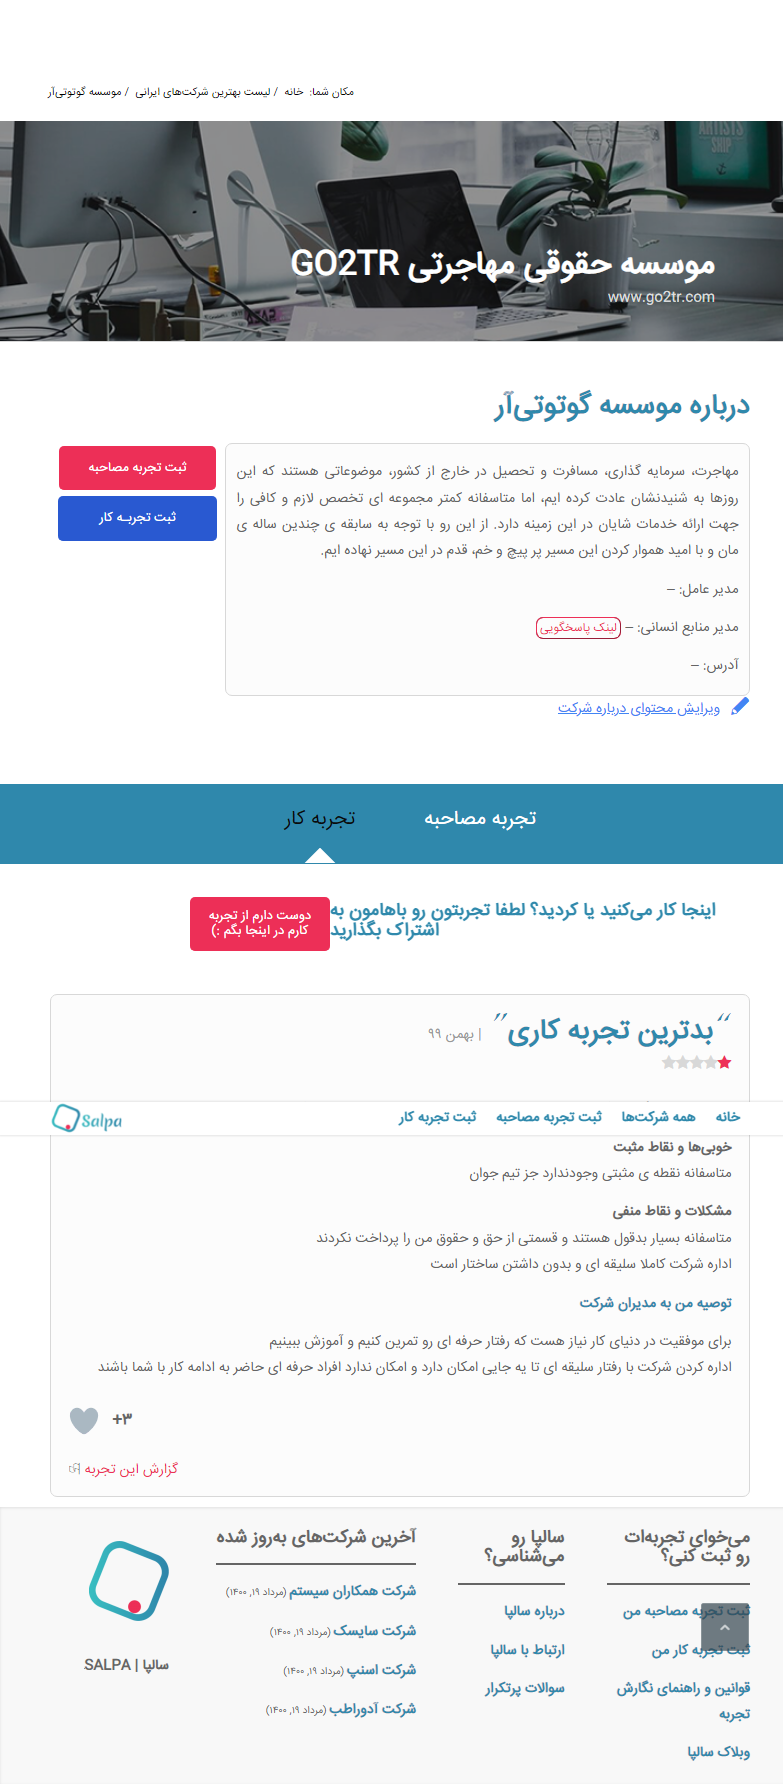 مکان شما: خانه / لیست بهترین شرکت‌های ایرانی / موسسه گوتوتی‌آر
ARTISTS
SHIP
موسسه حقوقی مهاجرتی GO2TR
www.go2tr.com
درباره موسسه گوتوتی‌آر
مهاجرت، سرمایه گذاری، مسافرت و تحصیل در خارج از کشور، موضوعاتی هستند که این
روزها به شنیدنشان عادت کرده ایم، اما متاسفانه کمتر مجموعه ای تخصص لازم و کافی را
جهت ارائه خدمات شایان در این زمینه دارد. از این رو با توجه به سابقه ی چندین ساله ی
مان و با امید هموار کردن این مسیر پر پیچ و خم، قدم در این مسیر نهاده ایم.
مدیر عامل: –
مدیر منابع انسانی: – لینک پاسخگویی
آدرس: –
ویرایش محتوای درباره شرکت
ثبت تجربه مصاحبه
ثبت تجربـه کار
تجربه مصاحبه
تجربه کار
اینجا کار می‌کنید یا کردید؟ لطفا تجربتون رو باهامون به
اشتراک بگذارید
دوست دارم از تجربه
کارم در اینجا بگم :)
“بدترین تجربه کاری” | بهمن ۹۹
خانه
همه شرکت‌ها
ثبت تجربه مصاحبه
ثبت تجربه کار
Salpa
خوبی‌ها و نقاط مثبت
متاسفانه نقطه ی مثبتی وجودندارد جز تیم جوان
مشکلات و نقاط منفی
متاسفانه بسیار بدقول هستند و قسمتی از حق و حقوق من را پرداخت نکردند
اداره شرکت کاملا سلیقه ای و بدون داشتن ساختار است
توصیه من به مدیران شرکت
برای موفقیت در دنیای کار نیاز هست که رفتار حرفه ای رو تمرین کنیم و آموزش ببینیم
اداره کردن شرکت با رفتار سلیقه ای تا یه جایی امکان دارد و امکان ندارد افراد حرفه ای حاضر به ادامه کار با شما باشند
+۳
گزارش این تجربه
می‌خوای تجربه‌ات
رو ثبت کنی؟
ثبت تجربه مصاحبه من
ثبت تجربه کار من
قوانین و راهنمای نگارش
تجربه
وبلاگ سالپا
سالپا رو
می‌شناسی؟
درباره سالپا
ارتباط با سالپا
سوالات پرتکرار
آخرین شرکت‌های به‌روز شده
شرکت همکاران سیستم (مرداد ۱۹, ۱۴۰۰)
شرکت سایسک (مرداد ۱۹, ۱۴۰۰)
شرکت اسنپ (مرداد ۱۹, ۱۴۰۰)
شرکت آدوراطب (مرداد ۱۹, ۱۴۰۰)
سالپا | SALPA